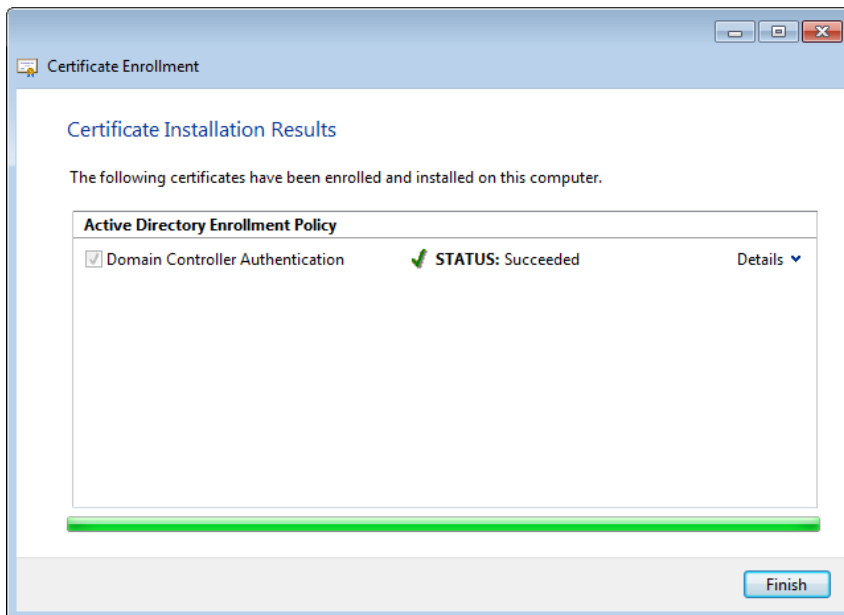 Certificate Enrollment
Certificate Installation Results
The following certificates have been enrolled and installed on this computer.
Active Directory Enrollment Policy
Domain Controller Authentication STATUS: Succeeded Details
Finish